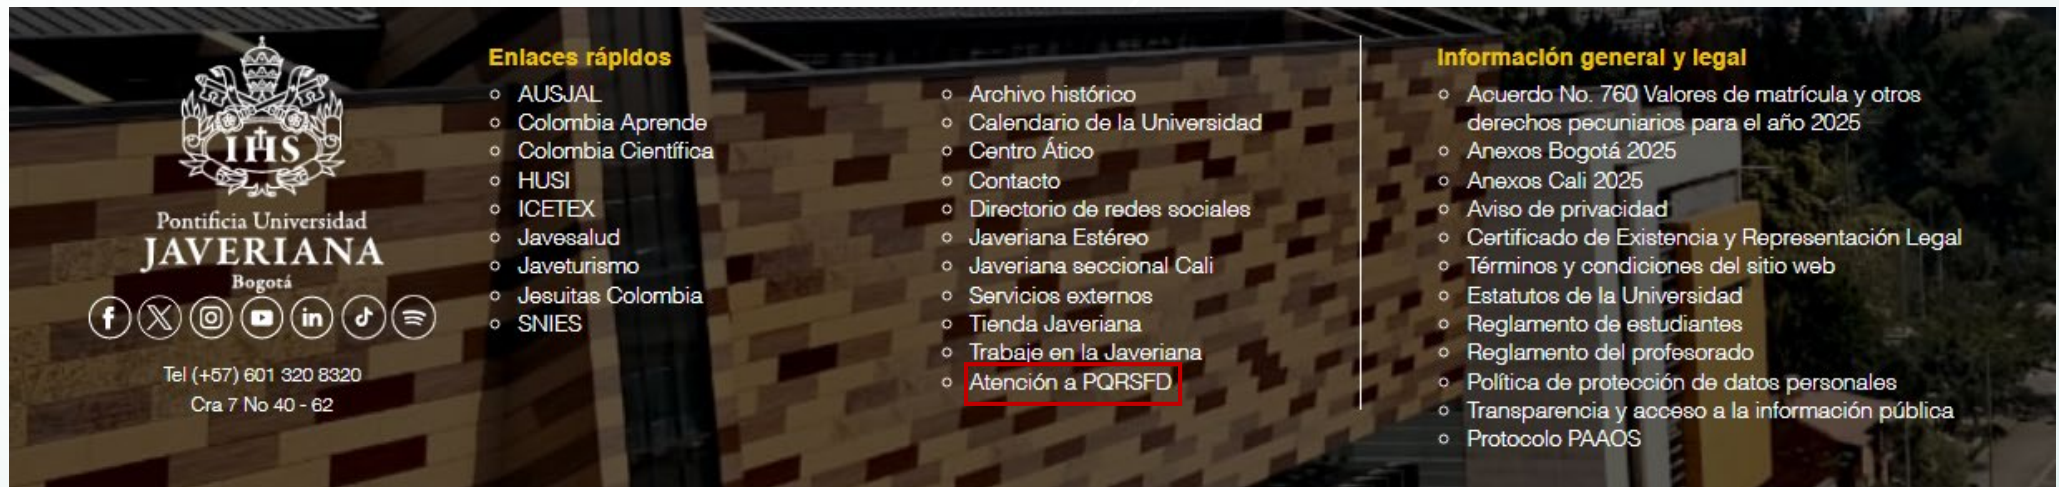 IHS
Pontificia Universidad
JAVERIANA
Bogotá
Tel (+57) 601 320 8320
Cra 7 No 40 - 62
Enlaces rápidos
AUSJAL
Colombia Aprende
Colombia Científica
HUSI
ICETEX
Javesalud
Javeturismo
Jesuitas Colombia
SNIES
Archivo histórico
Calendario de la Universidad
Centro Ático
Contacto
Directorio de redes sociales
Javeriana Estéreo
Javeriana seccional Cali
Servicios externos
Tienda Javeriana
Trabaje en la Javeriana
Atención a PQRSFD
Información general y legal
Acuerdo No. 760 Valores de matrícula y otros
derechos pecuniarios para el año 2025
Anexos Bogotá 2025
Anexos Cali 2025
Aviso de privacidad
Certificado de Existencia y Representación Legal
Términos y condiciones del sitio web
Estatutos de la Universidad
Reglamento de estudiantes
Reglamento del profesorado
Política de protección de datos personales
Transparencia y acceso a la información pública
Protocolo PAAOS